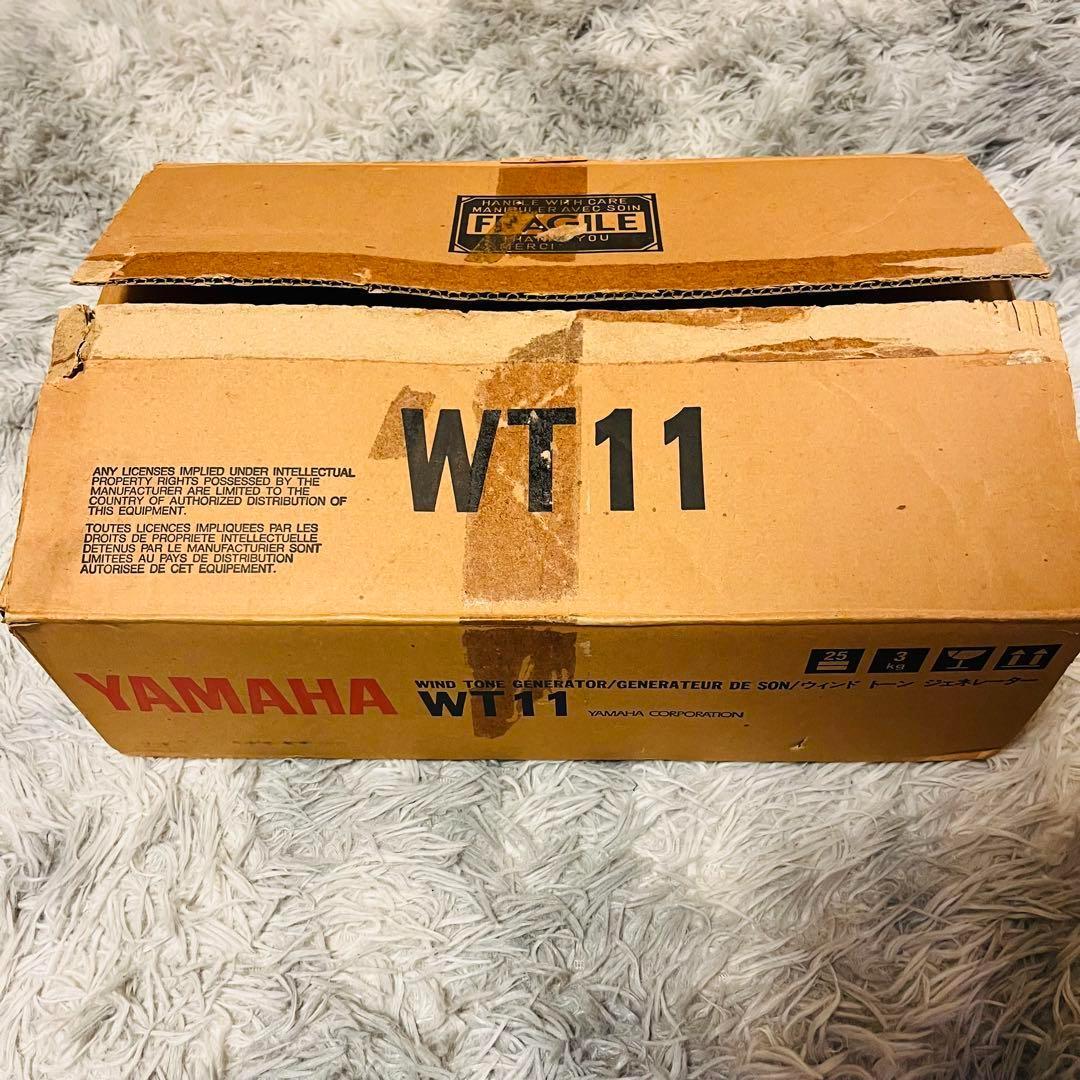 HANDLE WITH CARE
MANIPULER AVEC SOIN
FRAGILE
THANK YOU
MERCI
WT11
ANY LICENSES IMPLIED UNDER INTELLECTUAL
PROPERTY RIGHTS POSSESSED BY THE
MANUFACTURER ARE LIMITED TO THE
COUNTRY OF AUTHORIZED DISTRIBUTION OF
THIS EQUIPMENT.
TOUTES LICENCES IMPLIQUEES PAR LES
DROITS DE PROPRIETE INTELLECTUELLE
DETENUS PAR LE MANUFACTURIER SONT
LIMITEES AU PAYS DE DISTRIBUTION
AUTORISEE DE CET EQUIPEMENT.
25
3
kg
YAMAHA
WIND TONE GENERATOR/GENERATEUR DE SON/ウィンド トーン ジェネレーター
WT11 YAMAHA CORPORATION